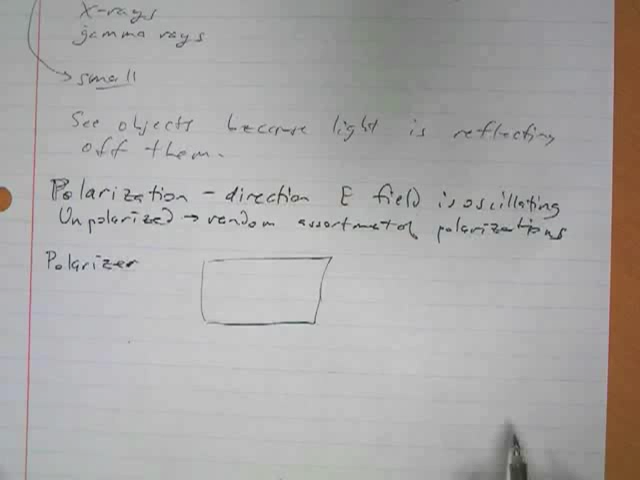 x-rays
gamma rays
small
See objects because light is reflecting
off them.
Polarization - direction E field is oscillating
Unpolarized → random assortment of polarizations
Polarizer